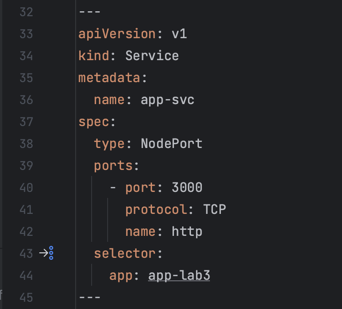 32 ---
33 apiVersion: v1
34 kind: Service
35 metadata:
36   name: app-svc
37 spec:
38   type: NodePort
39   ports:
40     - port: 3000
41       protocol: TCP
42       name: http
43   selector:
44     app: app-lab3
45 ---